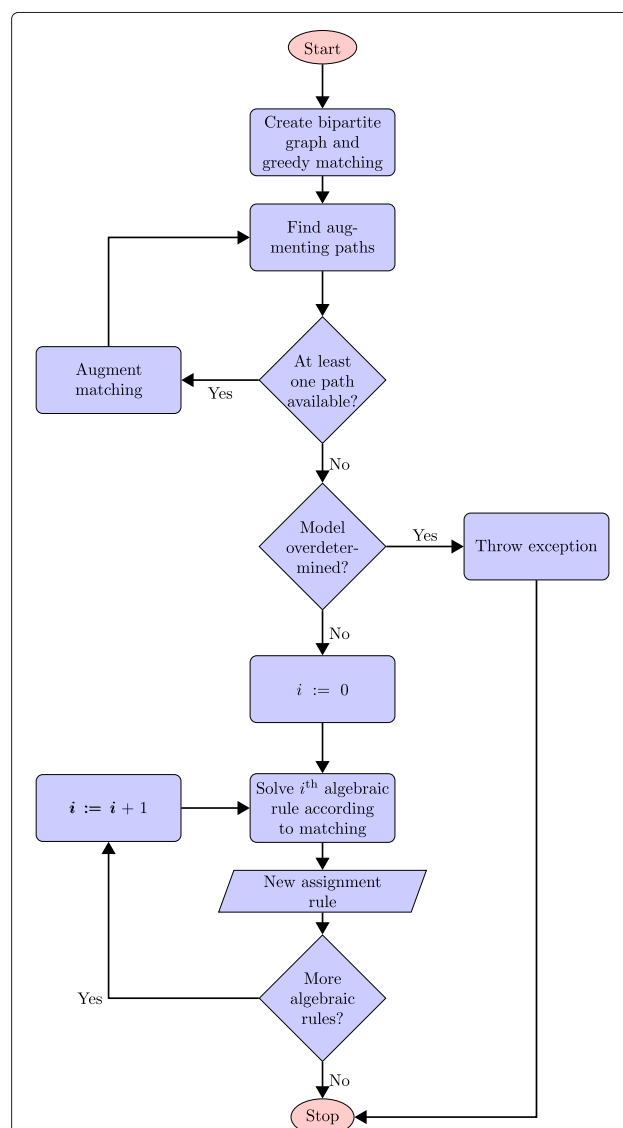 Start
Create bipartite
graph and
greedy matching
Find aug-
menting paths
At least
one path
available?
Yes
Augment
matching
No
Model
overdeter-
mined?
Yes
Throw exception
No
i := 0
Solve iᵗʰ algebraic
rule according
to matching
i := i + 1
New assignment
rule
More
algebraic
rules?
Yes
No
Stop